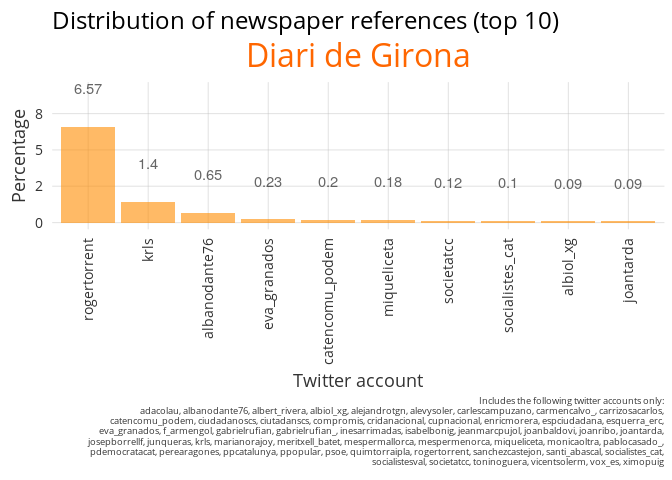 Distribution of newspaper references (top 10)
Diari de Girona
Percentage
8
5
2
0
6.57
1.4
0.65
0.23
0.2
0.18
0.12
0.1
0.09
0.09
rogertorrent
krls
albanodante76
eva_granados
catencomu_podem
miqueliceta
societatcc
socialistes_cat
albiol_xg
joantarda
Twitter account
Includes the following twitter accounts only:
adacolau, albanodante76, albert_rivera, albiol_xg, alejandrotgn, alevysoler, carlescampuzano, carmencalvo_, carrizosacarlos,
catencomu_podem, ciudadanoscs, ciutadanscs, compromis, cridanacional, cupnacional, enricmorera, espciudadana, esquerra_erc,
eva_granados, f_armengol, gabrielrufian, gabrielrufian_, inesarrimadas, isabelbonig, jeanmarcpujol, joanbaldovi, joanribo, joantarda,
josepborrellf, junqueras, krls, marianorajoy, meritxell_batet, mespermallorca, mespermenorca, miqueliceta, monicaoltra, pablocasado_,
pdemocratacat, perearagones, ppcatalunya, ppopular, psoe, quimtorraipla, rogertorrent, sanchezcastejon, santi_abascal, socialistes_cat,
socialistesval, societatcc, toninoguera, vicentsolerm, vox_es, ximopuig